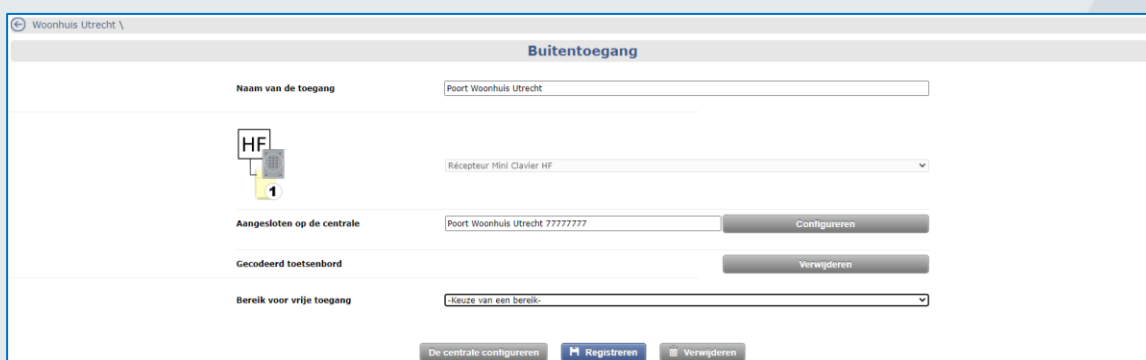 Woonhuis Utrecht \
Buitentoegang
Naam van de toegang Poort Woonhuis Utrecht
HF
1
Récepteur Mini Clavier HF
Aangesloten op de centrale Poort Woonhuis Utrecht 77777777 Configureren
Gecodeerd toetsenbord Verwijderen
Bereik voor vrije toegang -Keuze van een bereik-
De centrale configureren Registreren Verwijderen